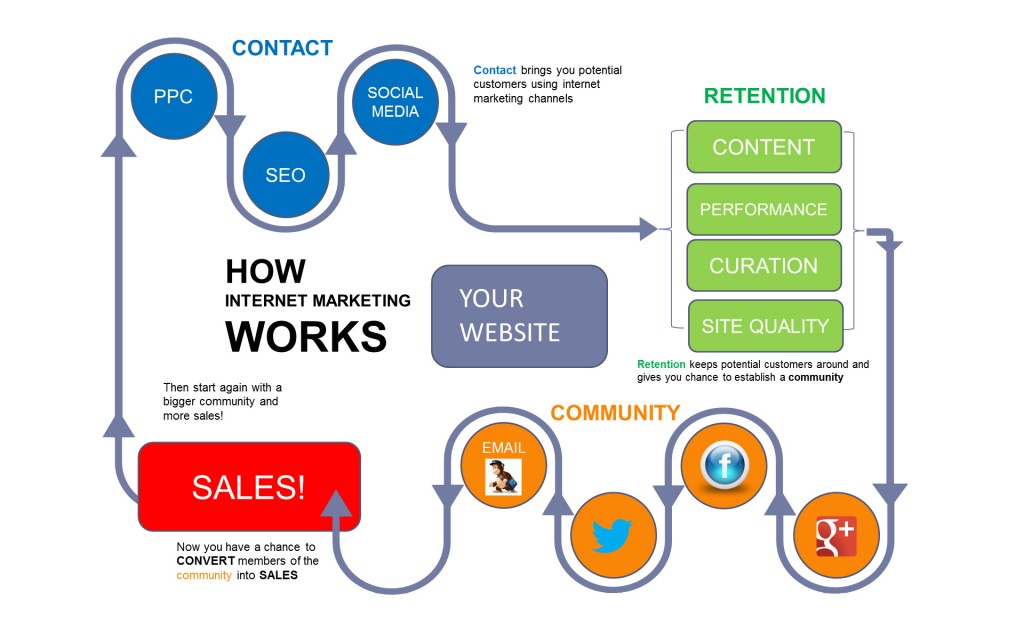 CONTACT
PPC
SEO
SOCIAL
MEDIA
Contact brings you potential
customers using internet
marketing channels
RETENTION
CONTENT
PERFORMANCE
CURATION
SITE QUALITY
Retention keeps potential customers around and
gives you chance to establish a community
HOW
INTERNET MARKETING
WORKS
YOUR
WEBSITE
COMMUNITY
EMAIL
f
g+
Then start again with a
bigger community and
more sales!
SALES!
Now you have a chance to
CONVERT members of the
community into SALES